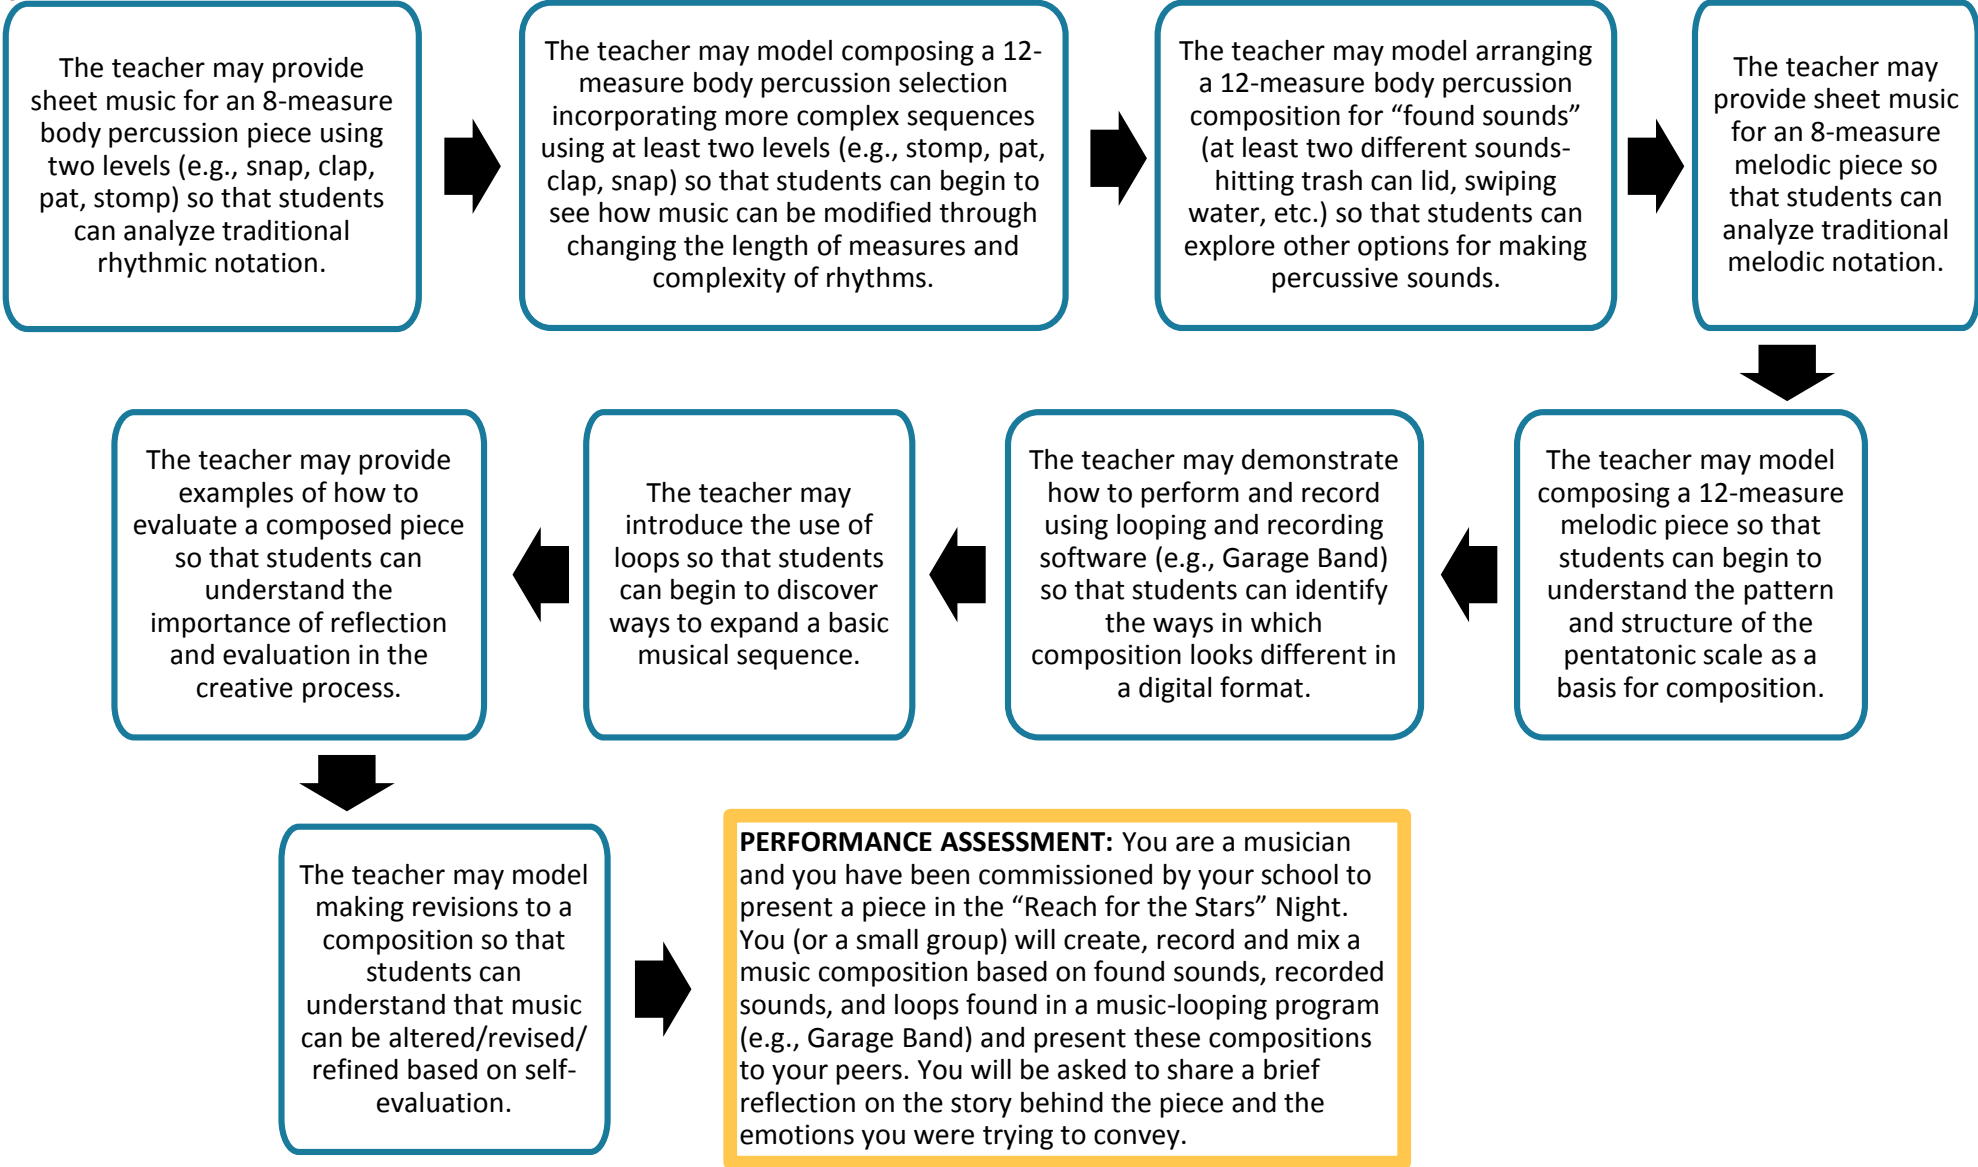 The teacher may provide
sheet music for an 8-measure
body percussion piece using
two levels (e.g., snap, clap,
pat, stomp) so that students
can analyze traditional
rhythmic notation.
The teacher may model composing a 12-
measure body percussion selection
incorporating more complex sequences
using at least two levels (e.g., stomp, pat,
clap, snap) so that students can begin to
see how music can be modified through
changing the length of measures and
complexity of rhythms.
The teacher may model arranging
a 12-measure body percussion
composition for “found sounds”
(at least two different sounds-
hitting trash can lid, swiping
water, etc.) so that students can
explore other options for making
percussive sounds.
The teacher may
provide sheet music
for an 8-measure
melodic piece so
that students can
analyze traditional
melodic notation.
The teacher may model
composing a 12-measure
melodic piece so that
students can begin to
understand the pattern
and structure of the
pentatonic scale as a
basis for composition.
The teacher may demonstrate
how to perform and record
using looping and recording
software (e.g., Garage Band)
so that students can identify
the ways in which
composition looks different in
a digital format.
The teacher may
introduce the use of
loops so that students
can begin to discover
ways to expand a basic
musical sequence.
The teacher may provide
examples of how to
evaluate a composed piece
so that students can
understand the
importance of reflection
and evaluation in the
creative process.
The teacher may model
making revisions to a
composition so that
students can
understand that music
can be altered/revised/
refined based on self-
evaluation.
PERFORMANCE ASSESSMENT: You are a musician
and you have been commissioned by your school to
present a piece in the “Reach for the Stars” Night.
You (or a small group) will create, record and mix a
music composition based on found sounds, recorded
sounds, and loops found in a music-looping program
(e.g., Garage Band) and present these compositions
to your peers. You will be asked to share a brief
reflection on the story behind the piece and the
emotions you were trying to convey.